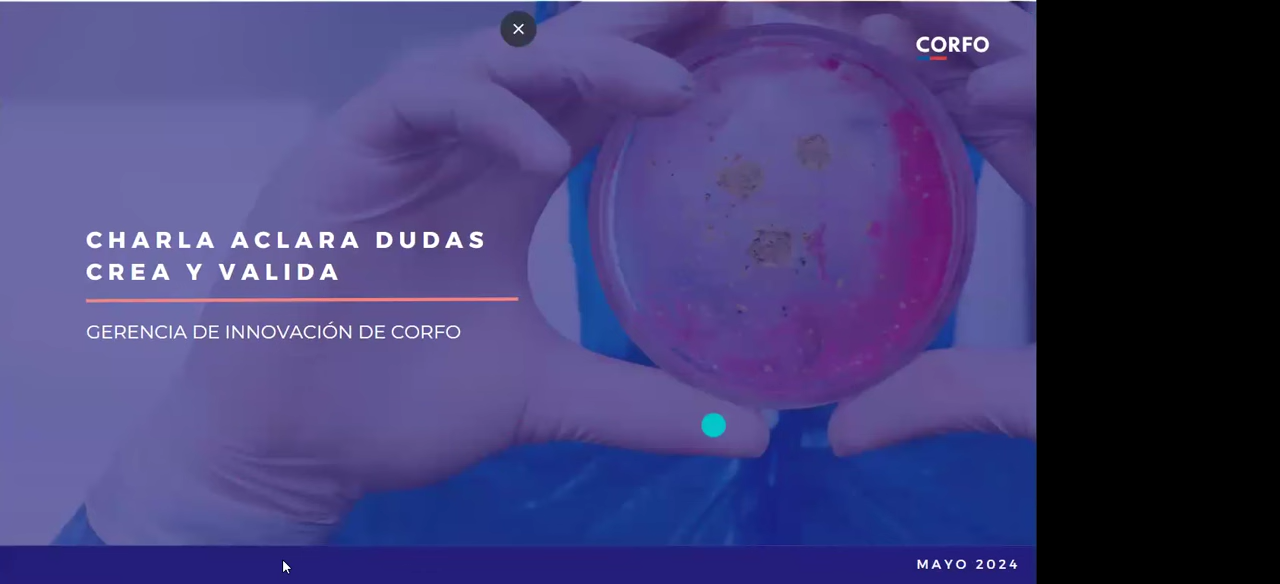 CORFO
CHARLA ACLARA DUDAS
CREA Y VALIDA
GERENCIA DE INNOVACIÓN DE CORFO
MAYO 2024